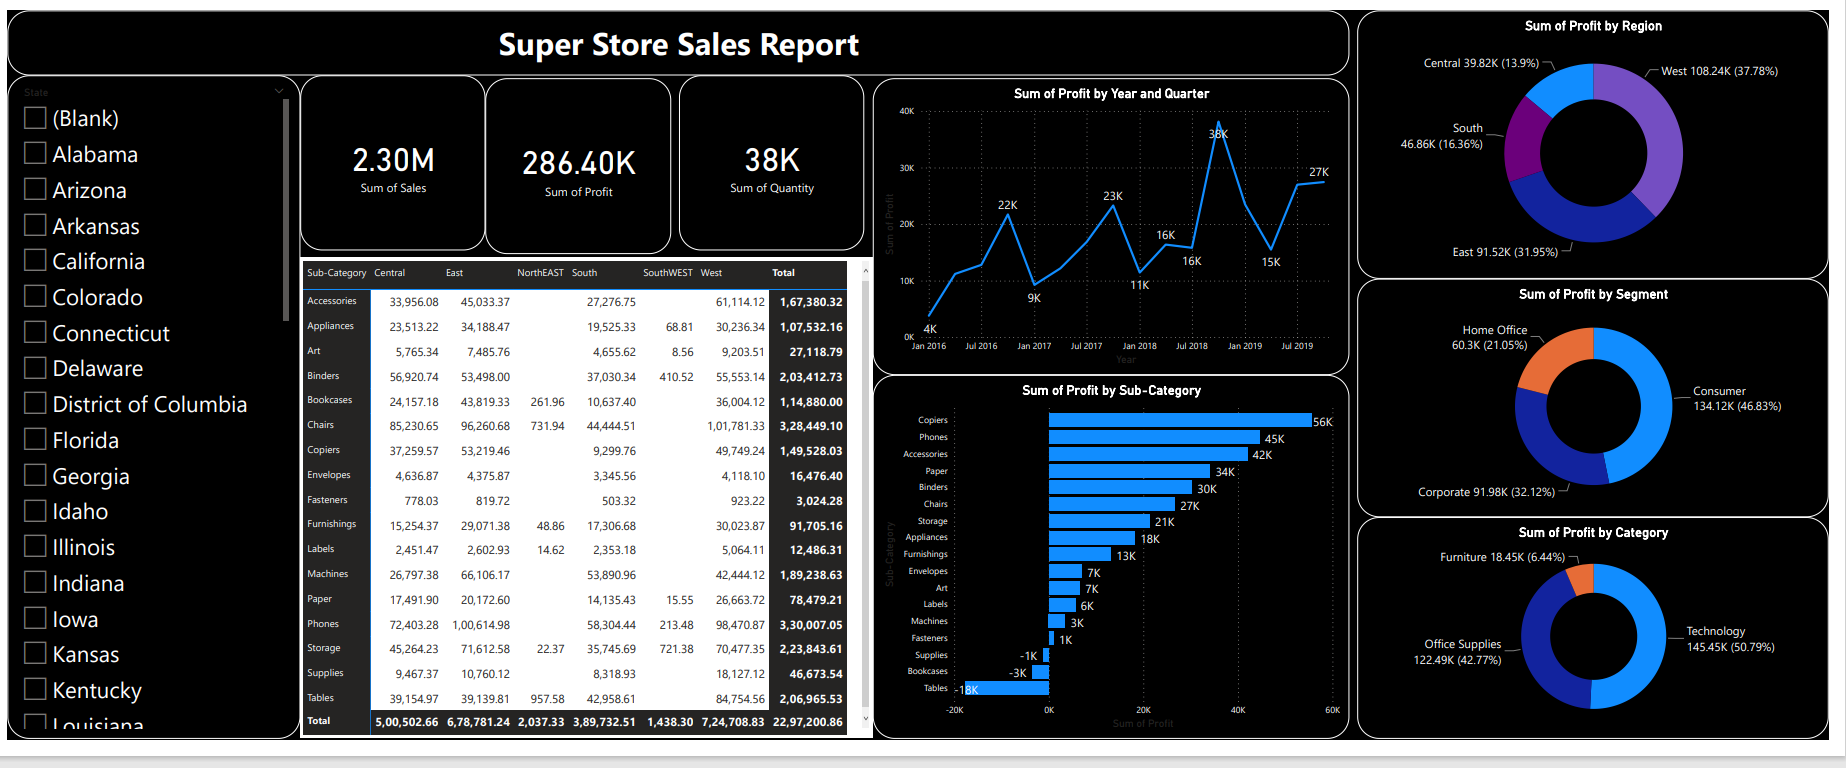 Super Store Sales Report
State
(Blank)
Alabama
Arizona
Arkansas
California
Colorado
Connecticut
Delaware
District of Columbia
Florida
Georgia
Idaho
Illinois
Indiana
Iowa
Kansas
Kentucky
Louisiana
2.30M
Sum of Sales
286.40K
Sum of Profit
38K
Sum of Quantity
Sub-Category Central East NorthEAST South SouthWEST West Total
Accessories 33,956.08 45,033.37 27,276.75 61,114.12 1,67,380.32
Appliances 23,513.22 34,188.47 19,525.33 68.81 30,236.34 1,07,532.16
Art 5,765.34 7,485.76 4,655.62 8.56 9,203.51 27,118.79
Binders 56,920.74 53,498.00 37,030.34 410.52 55,553.14 2,03,412.73
Bookcases 24,157.18 43,819.33 261.96 10,637.40 36,004.12 1,14,880.00
Chairs 85,230.65 96,260.68 731.94 44,444.51 1,01,781.33 3,28,449.10
Copiers 37,259.57 53,219.46 9,299.76 49,749.24 1,49,528.03
Envelopes 4,636.87 4,375.87 3,345.56 4,118.10 16,476.40
Fasteners 778.03 819.72 503.32 923.22 3,024.28
Furnishings 15,254.37 29,071.38 48.86 17,306.68 30,023.87 91,705.16
Labels 2,451.47 2,602.93 14.62 2,353.18 5,064.11 12,486.31
Machines 26,797.38 66,106.17 53,890.96 42,444.12 1,89,238.63
Paper 17,491.90 20,172.60 14,135.43 15.55 26,663.72 78,479.21
Phones 72,403.28 1,00,614.98 58,304.44 213.48 98,470.87 3,30,007.05
Storage 45,264.23 71,612.58 22.37 35,745.69 721.38 70,477.35 2,23,843.61
Supplies 9,467.37 10,760.12 8,318.93 18,127.12 46,673.54
Tables 39,154.97 39,139.81 957.58 42,958.61 84,754.56 2,06,965.53
Total 5,00,502.66 6,78,781.24 2,037.33 3,89,732.51 1,438.30 7,24,708.83 22,97,200.86
Sum of Profit by Year and Quarter
Sum of Profit
40K
30K
20K
10K
0K
4K
22K
9K
23K
11K
16K
16K
38K
15K
27K
Jan 2016 Jul 2016 Jan 2017 Jul 2017 Jan 2018 Jul 2018 Jan 2019 Jul 2019
Year
Sum of Profit by Sub-Category
Sub-Category
Copiers 56K
Phones 45K
Accessories 42K
Paper 34K
Binders 30K
Chairs 27K
Storage 21K
Appliances 18K
Furnishings 13K
Envelopes 7K
Art 7K
Labels 6K
Machines 3K
Fasteners 1K
Supplies -1K
Bookcases -3K
Tables -18K
-20K 0K 20K 40K 60K
Sum of Profit
Sum of Profit by Region
Central 39.82K (13.9%)
West 108.24K (37.78%)
South
46.86K (16.36%)
East 91.52K (31.95%)
Sum of Profit by Segment
Home Office
60.3K (21.05%)
Consumer
134.12K (46.83%)
Corporate 91.98K (32.12%)
Sum of Profit by Category
Furniture 18.45K (6.44%)
Office Supplies
122.49K (42.77%)
Technology
145.45K (50.79%)